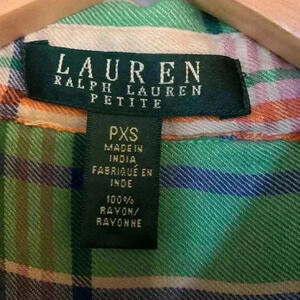 LAUREN
RALPH LAUREN
PETITE
PXS
MADE IN
INDIA
FABRIQUÉ EN
INDE
100%
RAYON/
RAYONNE